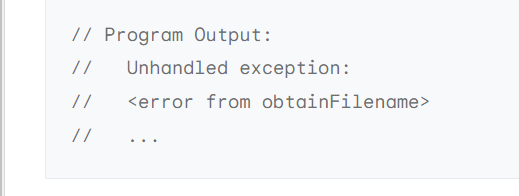 // Program Output:
//   Unhandled exception:
//   <error from obtainFilename>
//   ...